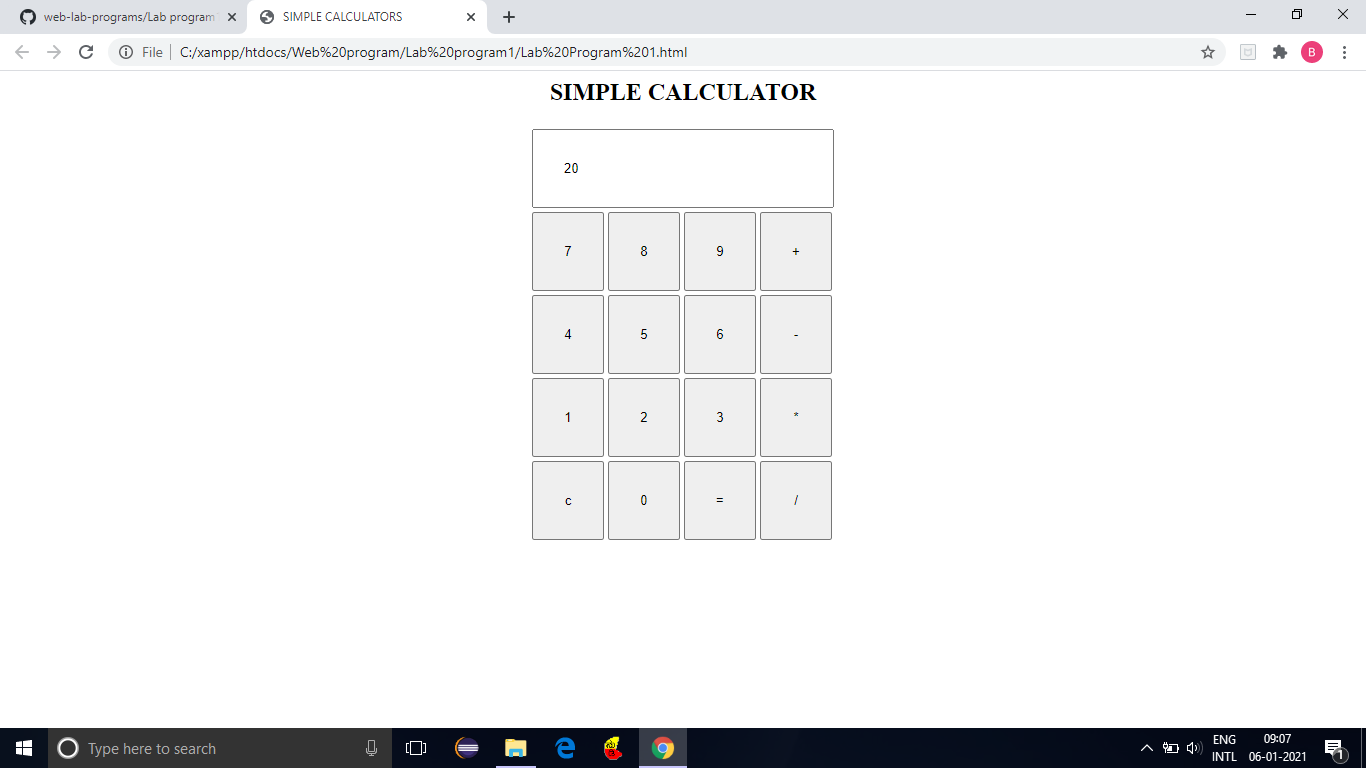 web-lab-programs/Lab program
SIMPLE CALCULATORS
File
C:/xampp/htdocs/Web%20program/Lab%20program1/Lab%20Program%201.html
B
SIMPLE CALCULATOR
20
7 8 9 +
4 5 6 -
1 2 3 *
c 0 = /
Type here to search
ENG
INTL
09:07
06-01-2021
1